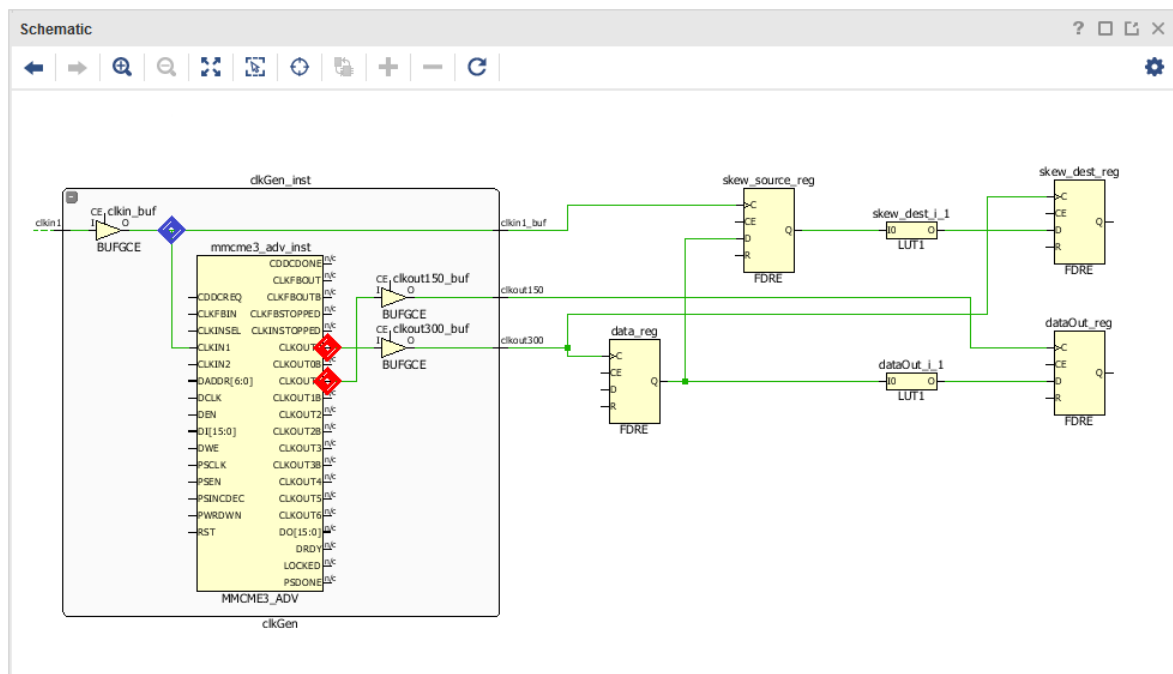 Schematic
?
clkGen_inst
clkin1
CE
clkin_buf
I
O
BUFGCE
clkin1_buf
mmcme3_adv_inst
CDDCDONE
n/c
CLKFBOUT
n/c
CDDCREQ
CLKFBOUTB
n/c
CLKFBIN
CLKFBSTOPPED
n/c
CLKINSEL
CLKINSTOPPED
n/c
CLKIN1
CLKOUT
CLKIN2
CLKOUT0B
n/c
DADDR[6:0]
CLKOUT
DCLK
CLKOUT1B
n/c
DEN
CLKOUT2
n/c
DI[15:0]
CLKOUT2B
n/c
DWE
CLKOUT3
n/c
PSCLK
CLKOUT3B
n/c
PSEN
CLKOUT4
n/c
PSINCDEC
CLKOUT5
n/c
PWRDWN
CLKOUT6
n/c
RST
DO[15:0]
n/c
DRDY
n/c
LOCKED
n/c
PSDONE
n/c
MMCME3_ADV
clkGen
CE
clkout150_buf
I
O
BUFGCE
clkout150
CE
clkout300_buf
I
O
BUFGCE
clkout300
data_reg
C
CE
D
Q
R
FDRE
skew_source_reg
C
CE
D
Q
R
FDRE
skew_dest_i_1
I0
O
LUT1
skew_dest_reg
C
CE
Q
D
R
FDRE
dataOut_i_1
I0
O
LUT1
dataOut_reg
C
CE
Q
D
R
FDRE